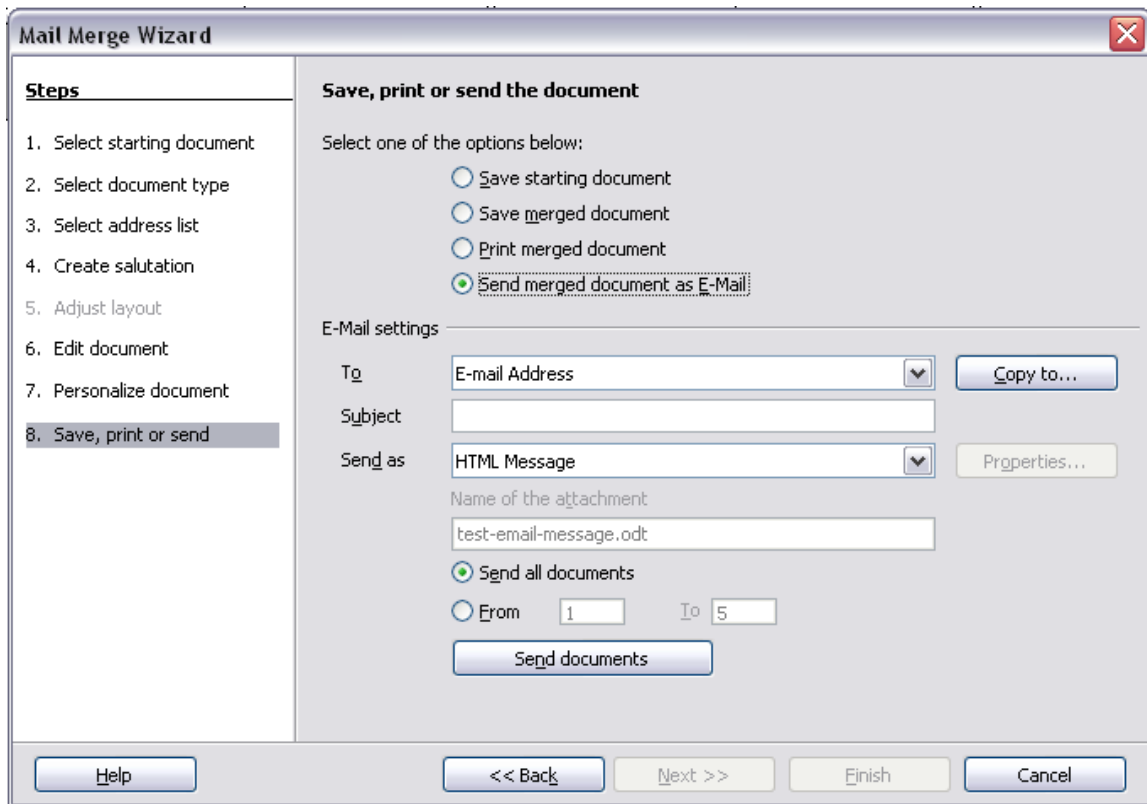 Mail Merge Wizard
Steps
1. Select starting document
2. Select document type
3. Select address list
4. Create salutation
5. Adjust layout
6. Edit document
7. Personalize document
8. Save, print or send
Save, print or send the document
Select one of the options below:
Save starting document
Save merged document
Print merged document
Send merged document as E-Mail
E-Mail settings
To E-mail Address Copy to...
Subject
Send as HTML Message Properties...
Name of the attachment
test-email-message.odt
Send all documents
From 1 To 5
Send documents
Help << Back Next >> Finish Cancel